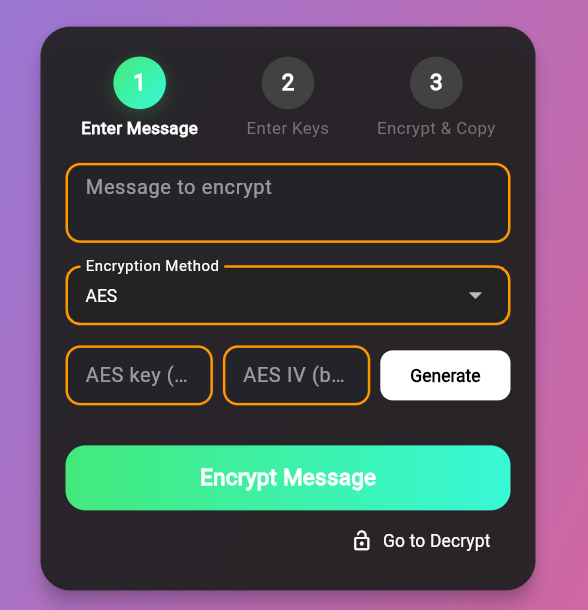 1 2 3
Enter Message Enter Keys Encrypt & Copy
Message to encrypt
Encryption Method
AES
AES key (... AES IV (b... Generate
Encrypt Message
Go to Decrypt